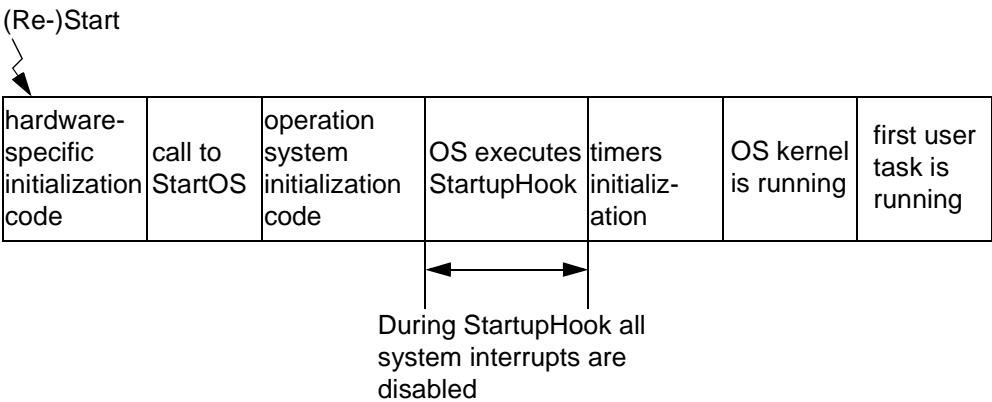 (Re-)Start
hardware-
specific
initialization
code
call to
StartOS
operation
system
initialization
code
OS executes
StartupHook
timers
initializ-
ation
OS kernel
is running
first user
task is
running
During StartupHook all
system interrupts are
disabled